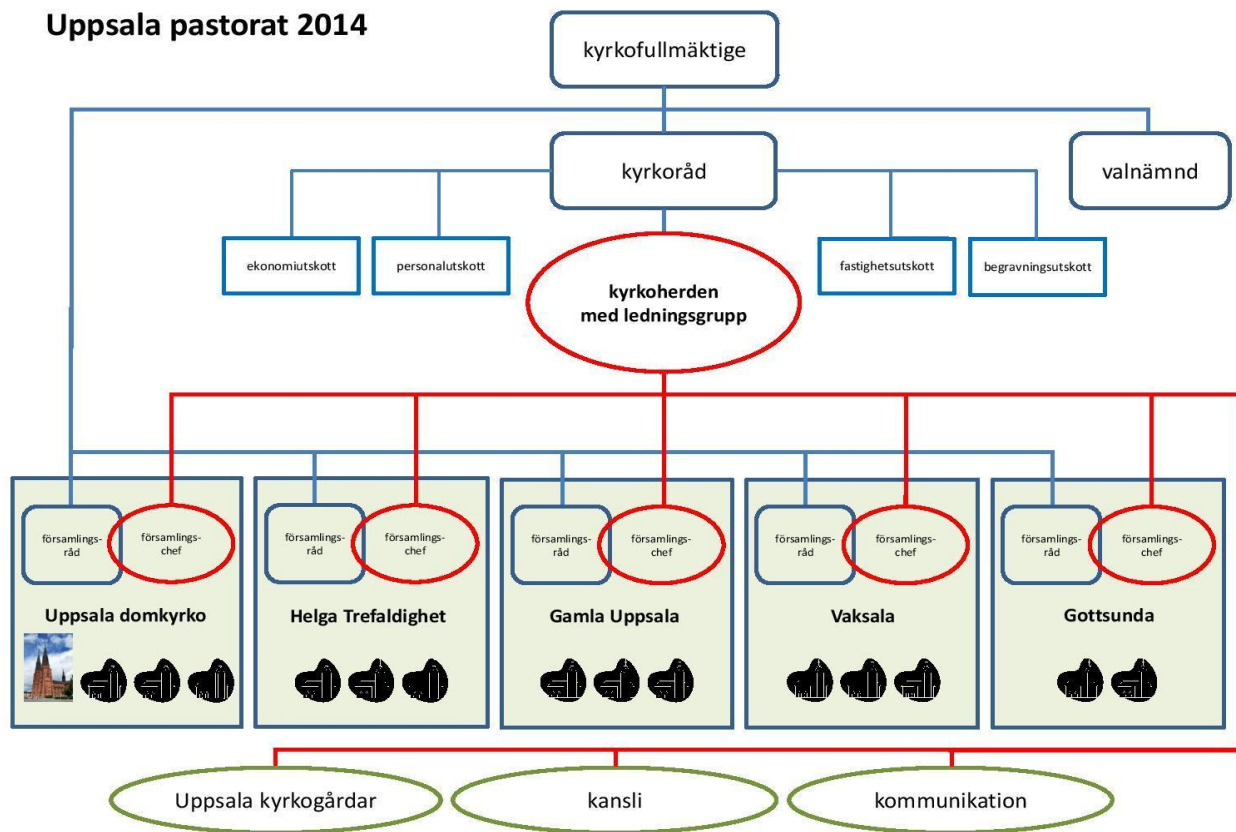 Uppsala pastorat 2014
kyrkofullmäktige
kyrkoråd
valnämnd
ekonomiutskott
personalutskott
fastighetsutskott
begravningsutskott
kyrkoherden
med ledningsgrupp
församlings-
råd
församlings-
chef
Uppsala domkyrko
församlings-
råd
församlings-
chef
Helga Trefaldighet
församlings-
råd
församlings-
chef
Gamla Uppsala
församlings-
råd
församlings-
chef
Vaksala
församlings-
råd
församlings-
chef
Gottsunda
Uppsala kyrkogårdar
kansli
kommunikation